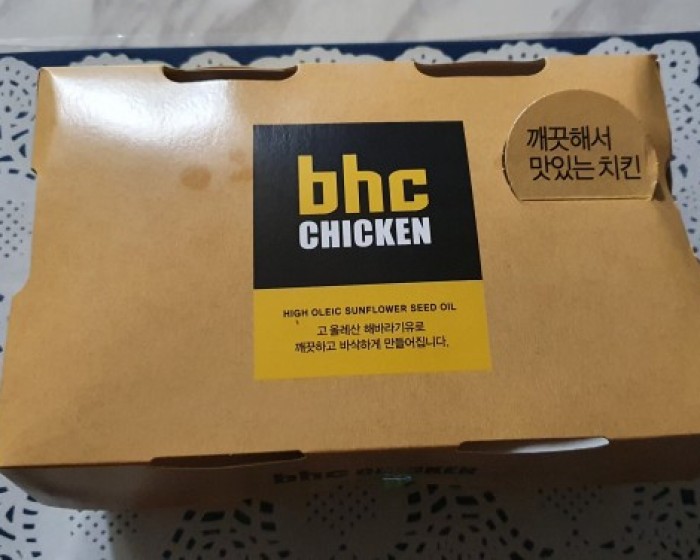 깨끗해서
맛있는 치킨
bhc
CHICKEN
HIGH OLEIC SUNFLOWER SEED OIL
고 올레산 해바라기유로
깨끗하고 바삭하게 만들어집니다.
bhc CHICKEN